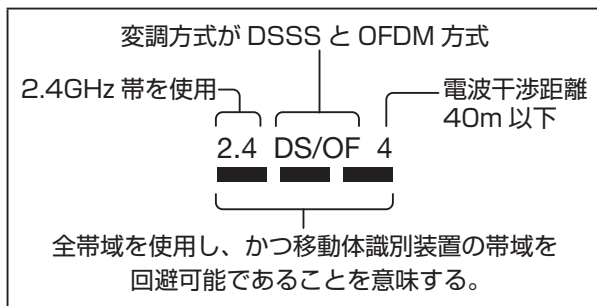 変調方式が DSSS と OFDM 方式
2.4GHz 帯を使用
電波干渉距離
40m 以下
2.4 DS/OF 4
全帯域を使用し、かつ移動体識別装置の帯域を
回避可能であることを意味する。